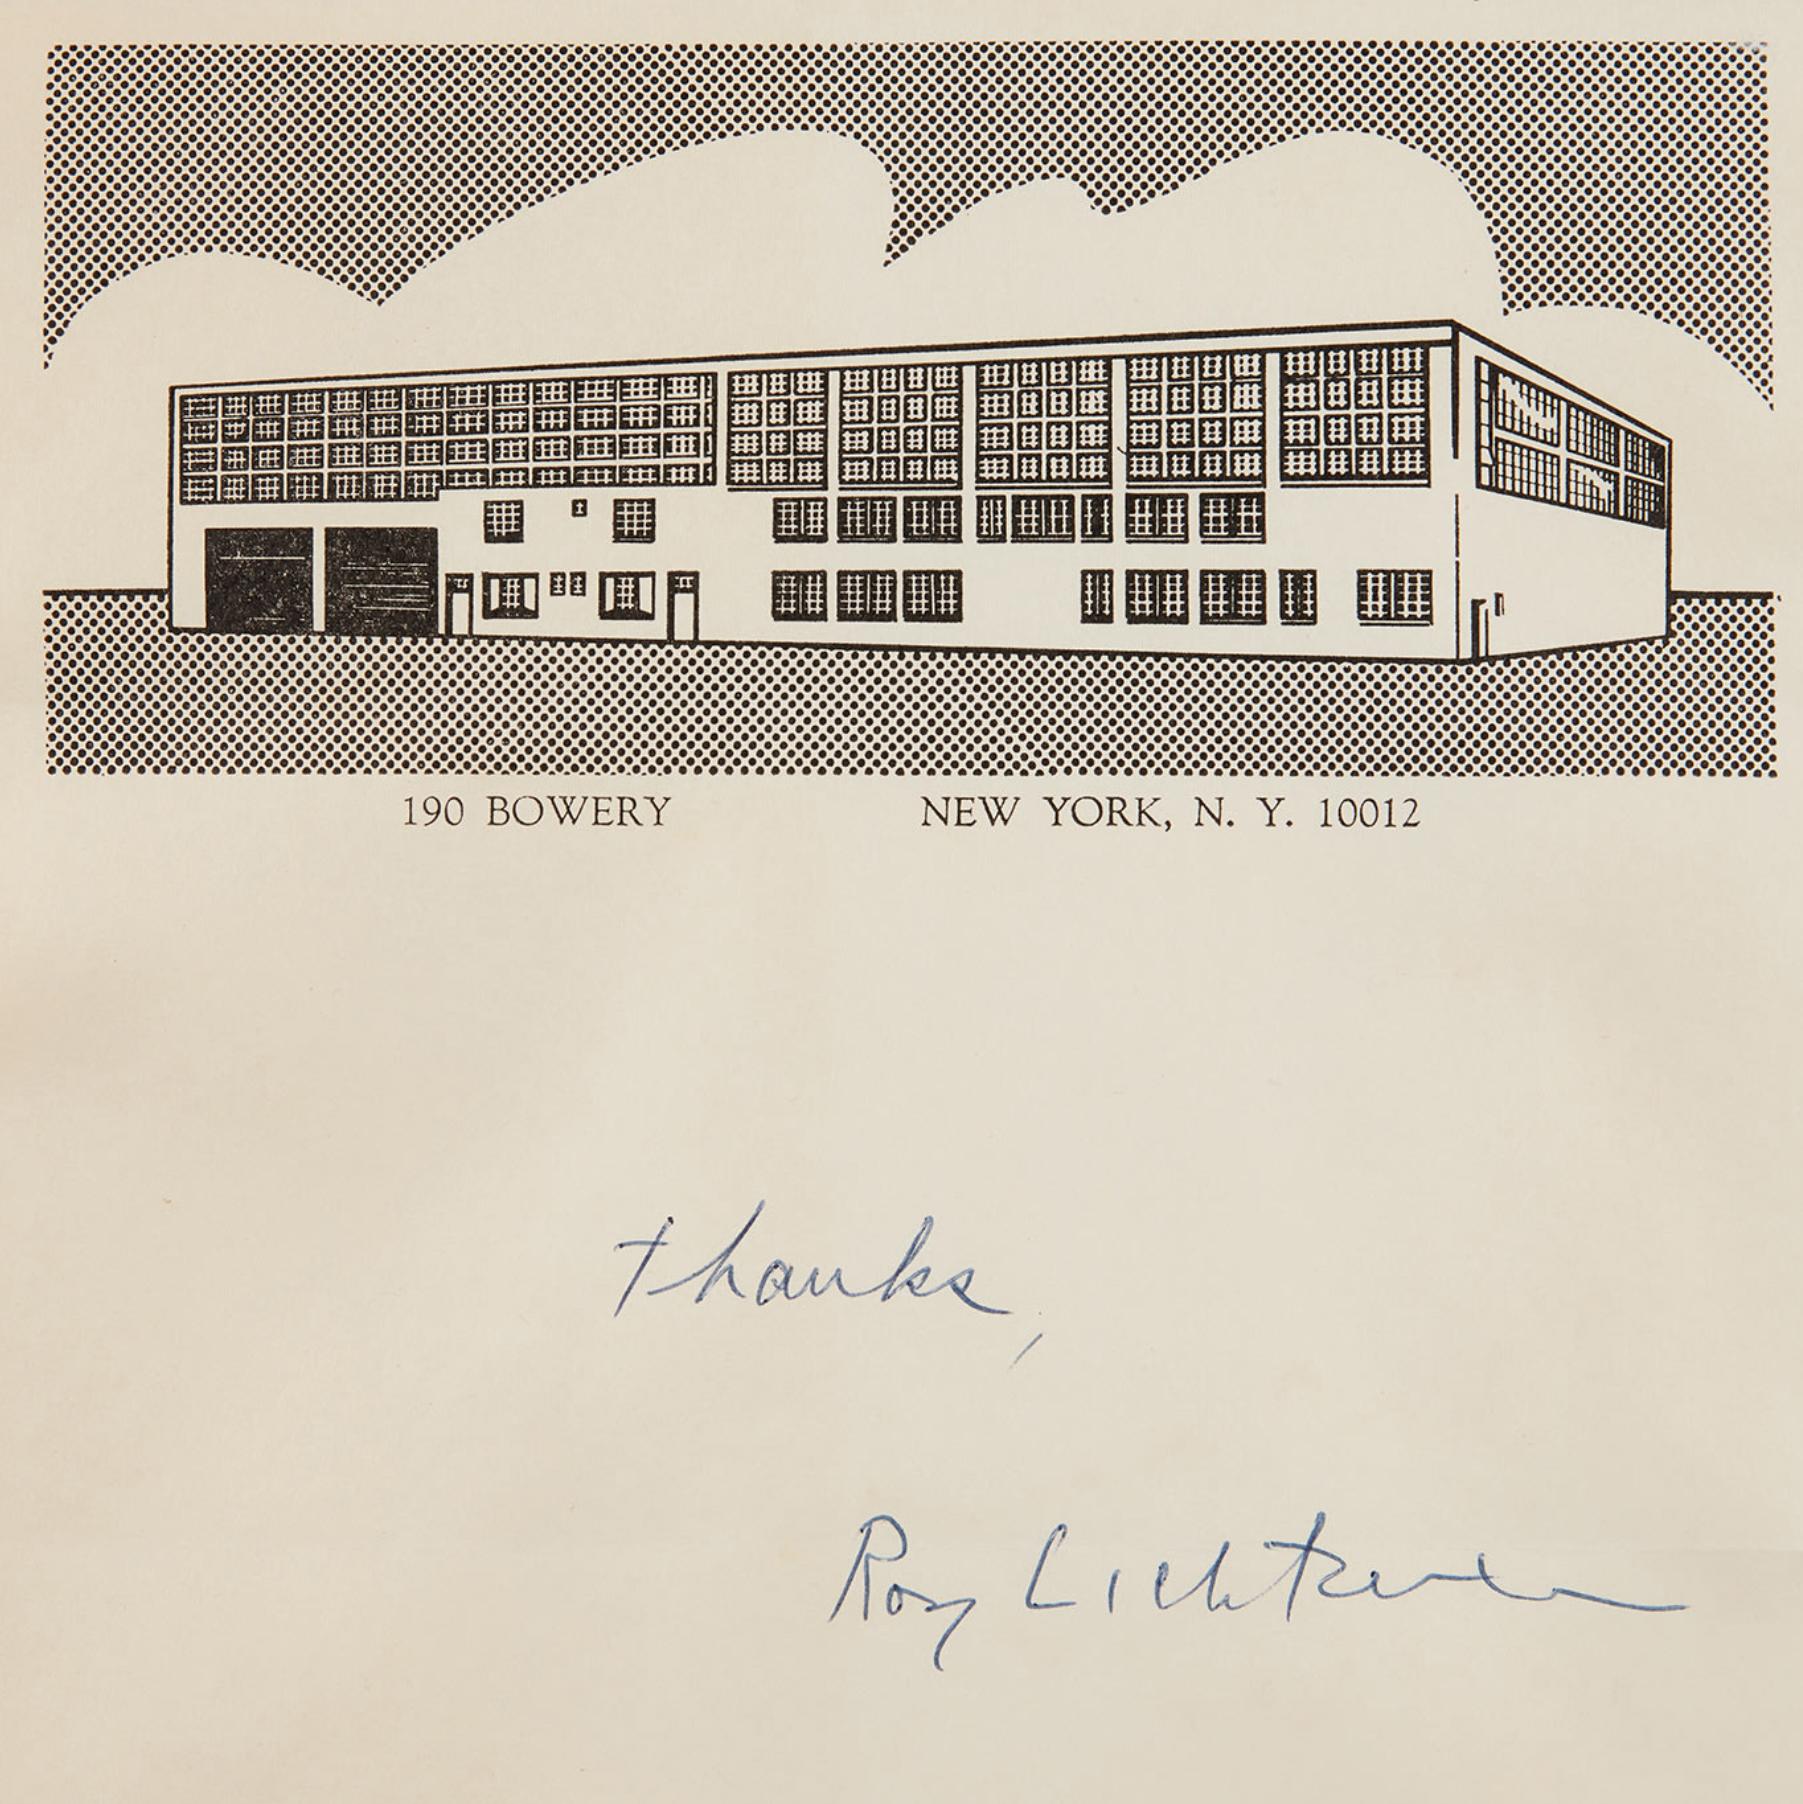 190 BOWERY NEW YORK, N. Y. 10012
thanks,
Roy Lichtenstein